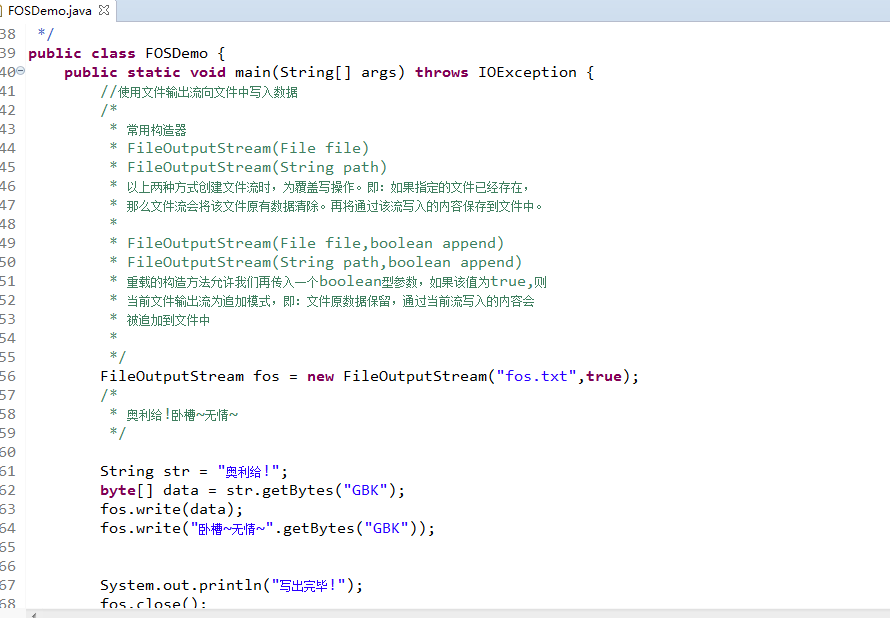 FOSDemo.java
38 */
39 public class FOSDemo {
40 public static void main(String[] args) throws IOException {
41 //使用文件输出流向文件中写入数据
42 /*
43 * 常用构造器
44 * FileOutputStream(File file)
45 * FileOutputStream(String path)
46 * 以上两种方式创建文件流时，为覆盖写操作。即：如果指定的文件已经存在，
47 * 那么文件流会将该文件原有数据清除。再将通过该流写入的内容保存到文件中。
48 *
49 * FileOutputStream(File file,boolean append)
50 * FileOutputStream(String path,boolean append)
51 * 重载的构造方法允许我们再传入一个boolean型参数，如果该值为true,则
52 * 当前文件输出流为追加模式，即：文件原数据保留，通过当前流写入的内容会
53 * 被追加到文件中
54 *
55 */
56 FileOutputStream fos = new FileOutputStream("fos.txt",true);
57 /*
58 * 奥利给!卧槽~无情~
59 */
60
61 String str = "奥利给!";
62 byte[] data = str.getBytes("GBK");
63 fos.write(data);
64 fos.write("卧槽~无情~".getBytes("GBK"));
65
66
67 System.out.println("写出完毕!");
68 fos.close();